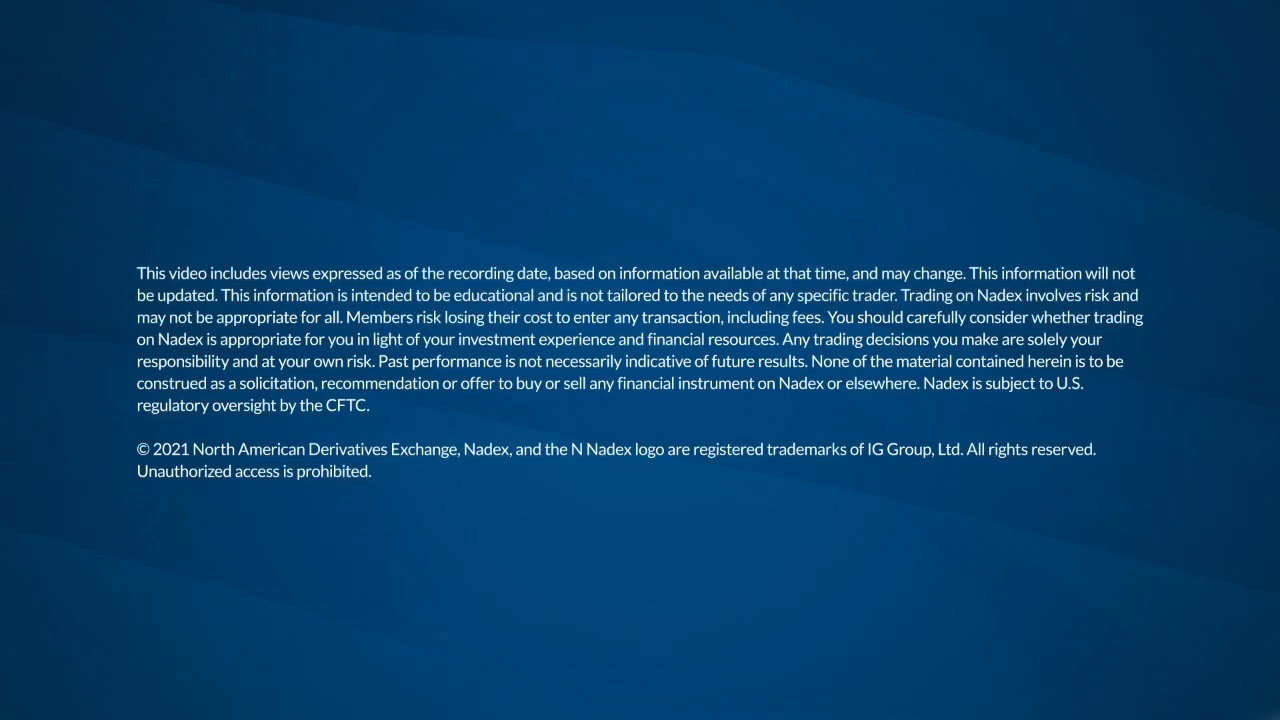 This video includes views expressed as of the recording date, based on information available at that time, and may change. This information will not
be updated. This information is intended to be educational and is not tailored to the needs of any specific trader. Trading on Nadex involves risk and
may not be appropriate for all. Members risk losing their cost to enter any transaction, including fees. You should carefully consider whether trading
on Nadex is appropriate for you in light of your investment experience and financial resources. Any trading decisions you make are solely your
responsibility and at your own risk. Past performance is not necessarily indicative of future results. None of the material contained herein is to be
construed as a solicitation, recommendation or offer to buy or sell any financial instrument on Nadex or elsewhere. Nadex is subject to U.S.
regulatory oversight by the CFTC.
© 2021 North American Derivatives Exchange, Nadex, and the N Nadex logo are registered trademarks of IG Group, Ltd. All rights reserved.
Unauthorized access is prohibited.